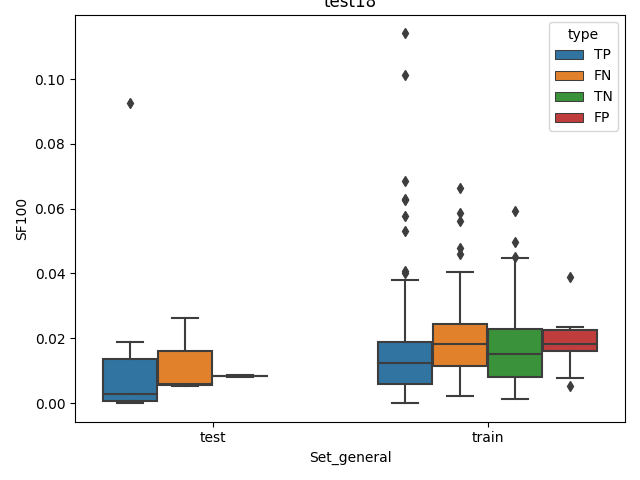 test18
type
TP
FN
TN
FP
0.10
0.08
0.06
0.04
0.02
0.00
SF100
test
train
Set_general